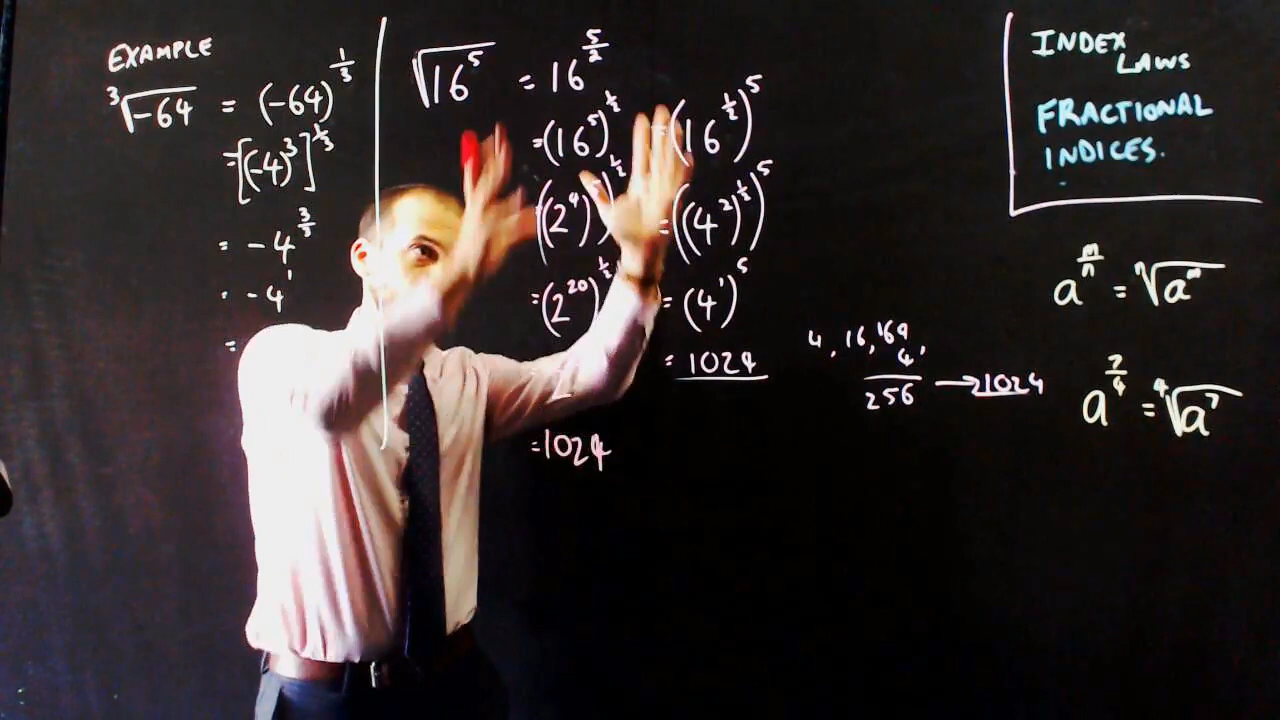 EXAMPLE
³√-64 = (-64)^(1/3)
=[(-4)³]^(1/3)
= -4^(3/3)
= -4¹
=
√16⁵ = 16^(5/2)
=(16⁵)^(1/2) =(16^(1/2))⁵
=((4²)^(1/2))⁵
=(2²⁰)^(1/2) = (4¹)⁵
= 1024
=1024
4, 16, 64,
4
256 → 1024
INDEX
LAWS
FRACTIONAL
INDICES.
a^(m/n) = ⁿ√aᵐ
a^(7/4) = ⁴√a⁷